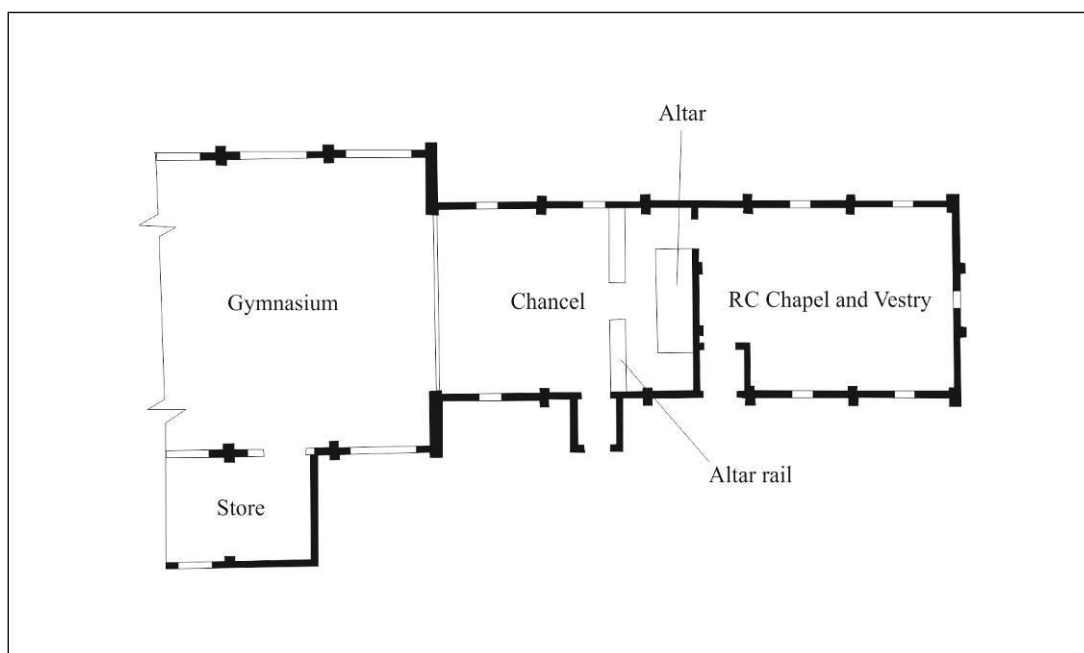 Altar
Gymnasium
Chancel
RC Chapel and Vestry
Altar rail
Store